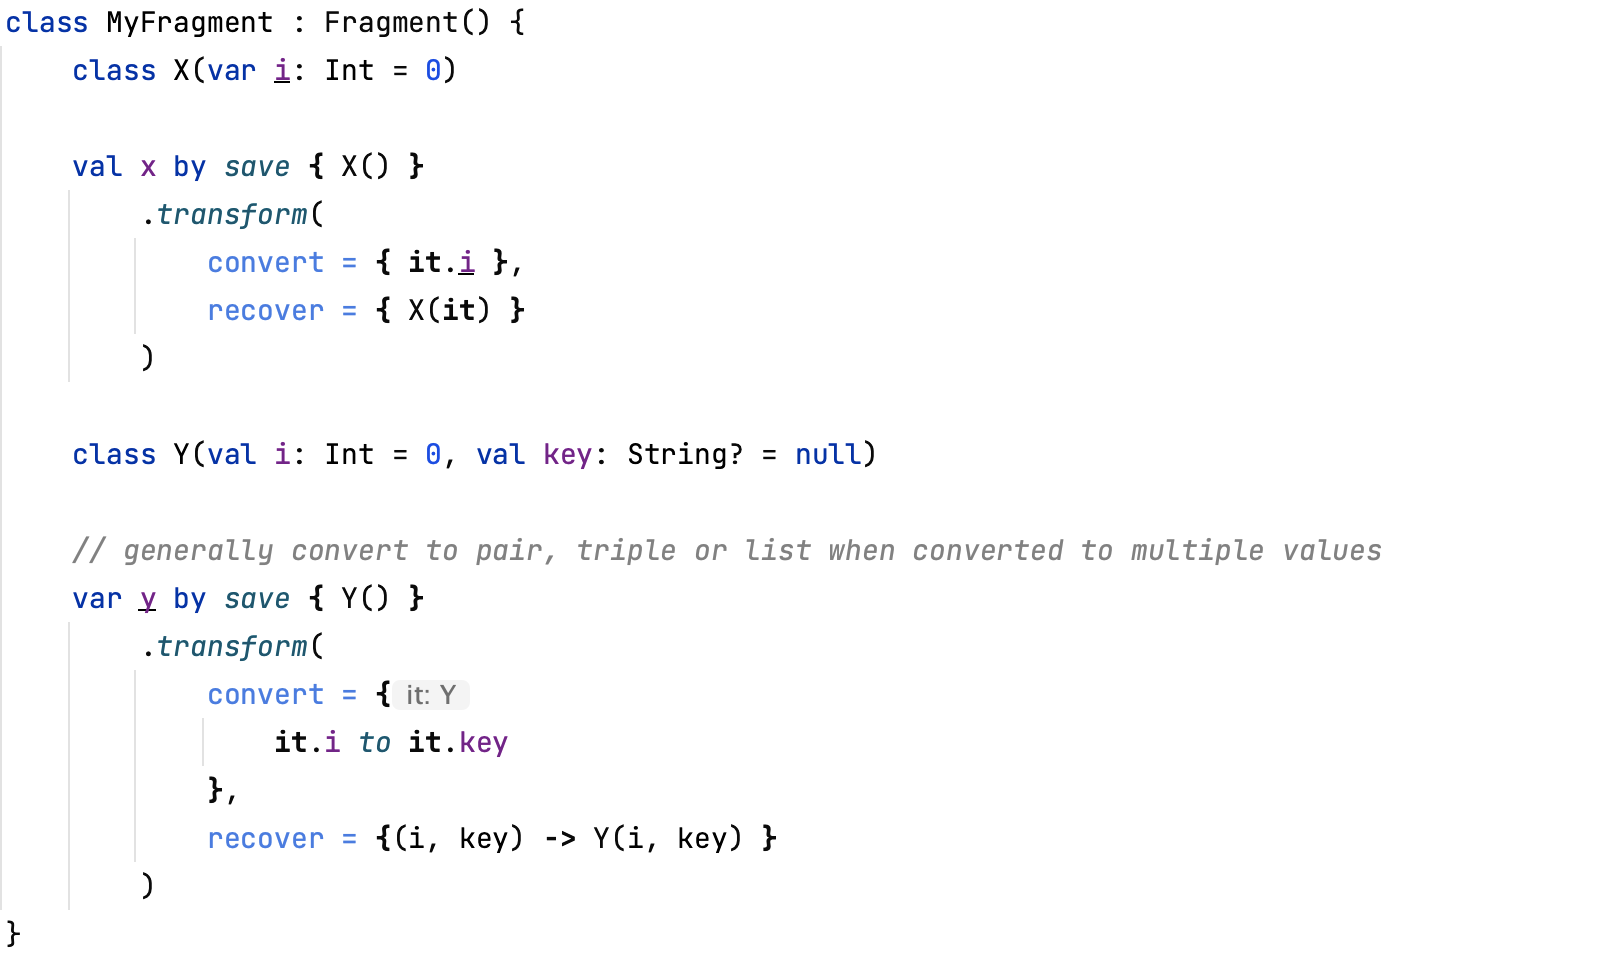 class MyFragment : Fragment() {
    class X(var i: Int = 0)

    val x by save { X() }
        .transform(
            convert = { it.i },
            recover = { X(it) }
        )

    class Y(val i: Int = 0, val key: String? = null)

    // generally convert to pair, triple or list when converted to multiple values
    var y by save { Y() }
        .transform(
            convert = { it: Y
                it.i to it.key
            },
            recover = {(i, key) -> Y(i, key) }
        )
}